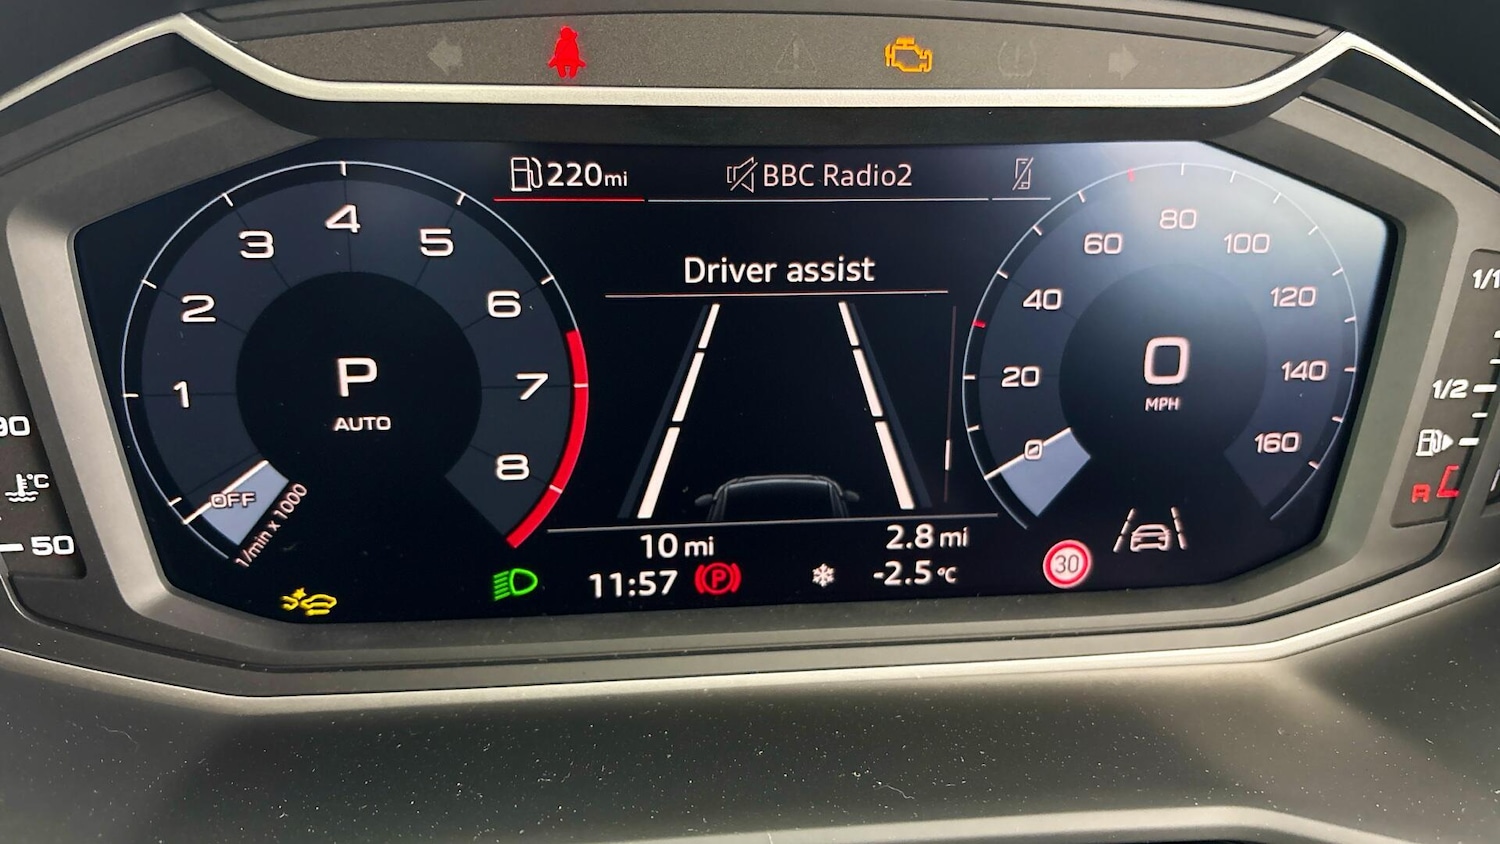 220mi
BBC Radio2
Driver assist
1
2
3
4
5
6
7
8
P
AUTO
OFF
1/min x 1000
0
20
40
60
80
100
120
140
160
0
MPH
10 mi
2.8 mi
11:57
P
-2.5°C
30
90
°C
50
1/1
1/2
R